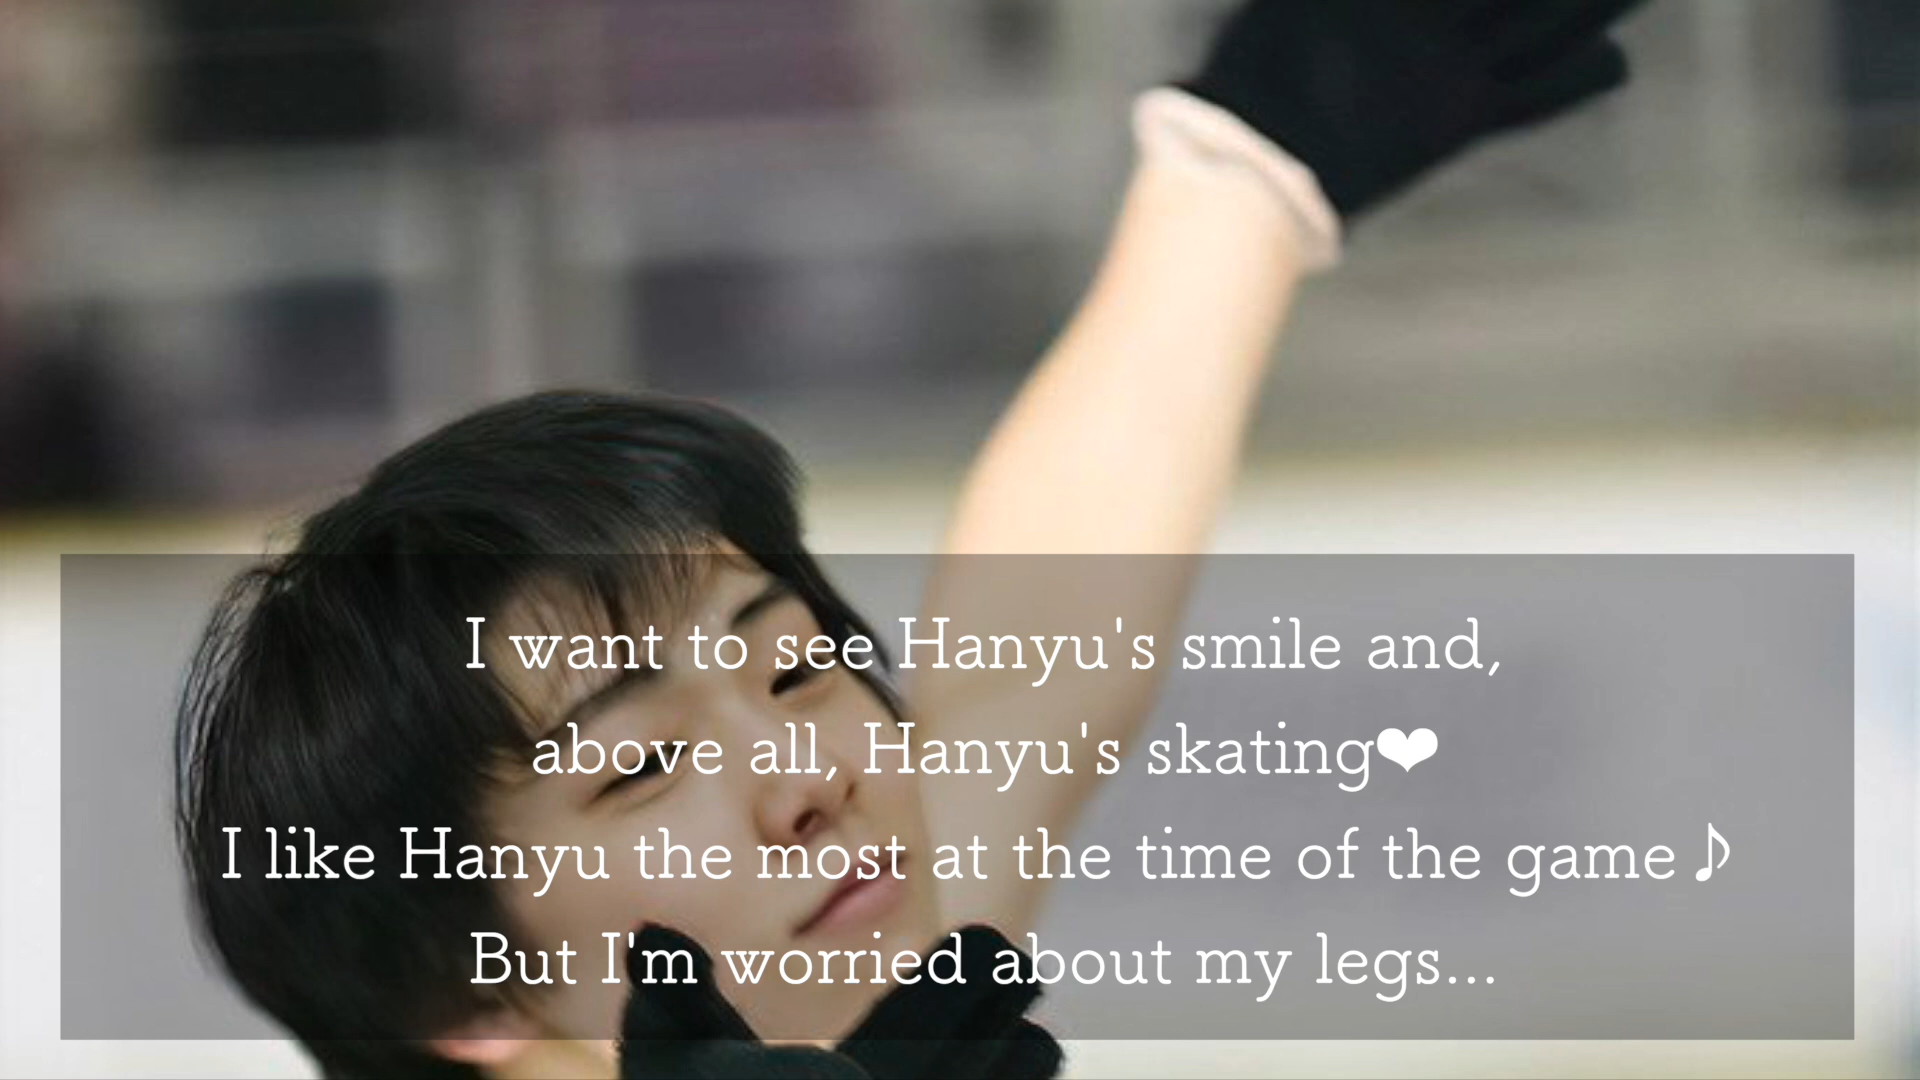 I want to see Hanyu's smile and,
above all, Hanyu's skating❤
I like Hanyu the most at the time of the game♪
But I'm worried about my legs...